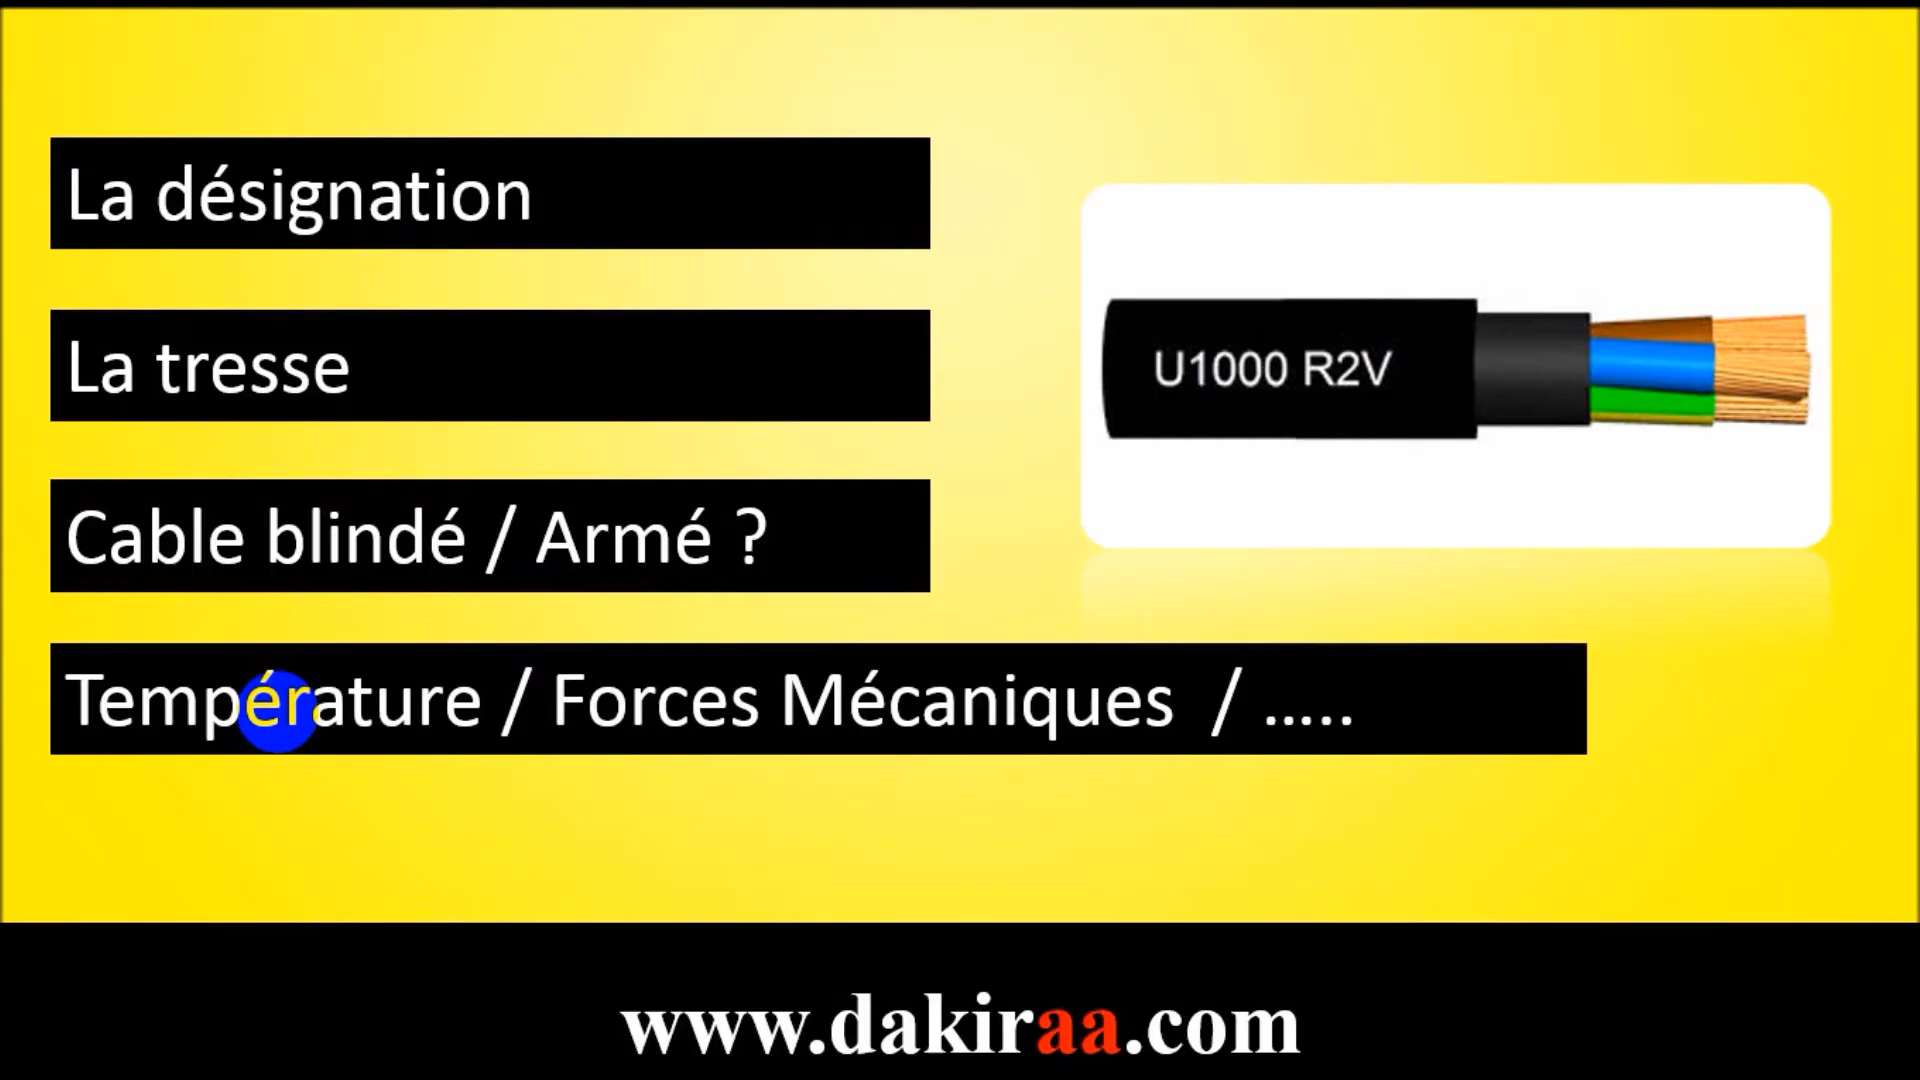 La désignation
La tresse
Cable blindé / Armé ?
Température / Forces Mécaniques / .....
U1000 R2V
www.dakiraa.com